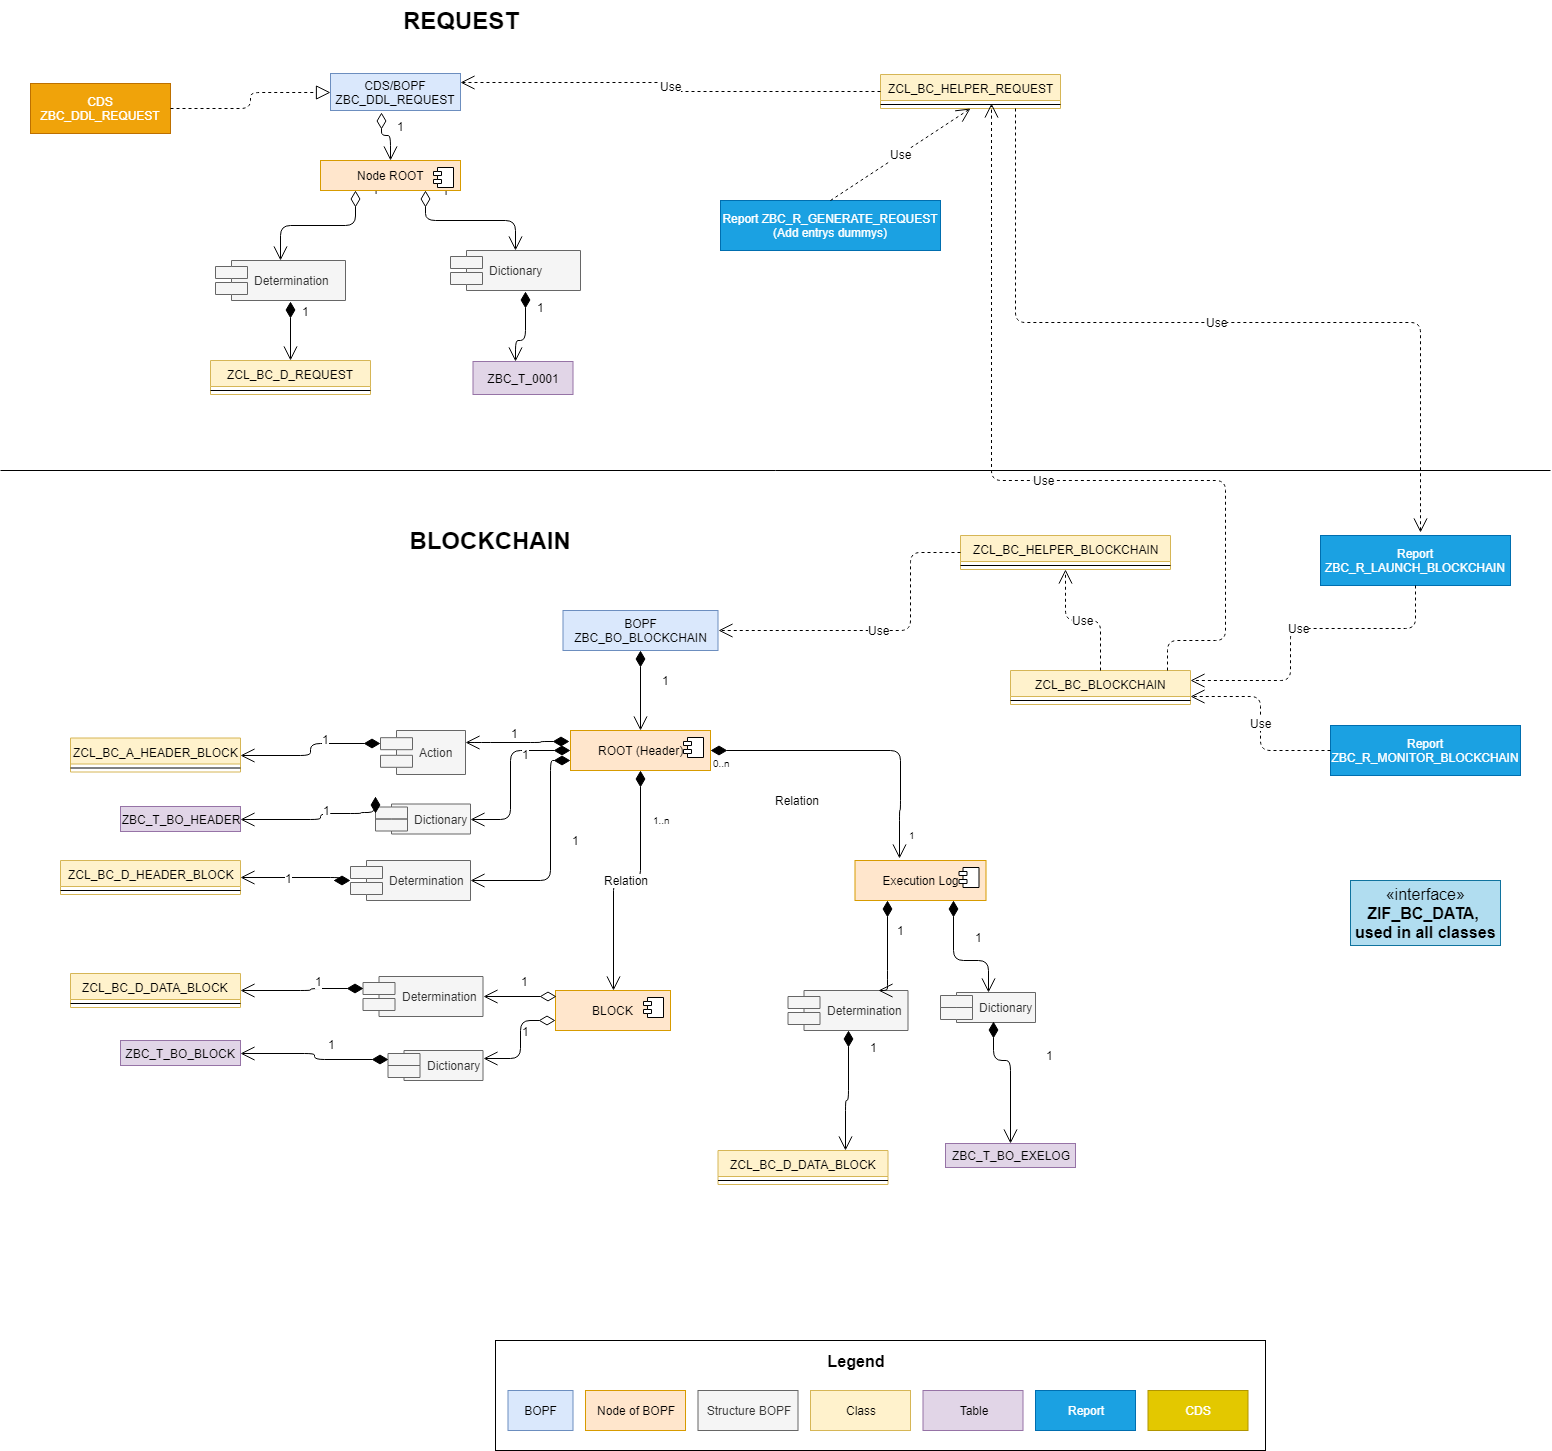 REQUEST
CDS
ZBC_DDL_REQUEST
CDS/BOPF
ZBC_DDL_REQUEST
Use
ZCL_BC_HELPER_REQUEST
1
Use
Node ROOT
Report ZBC_R_GENERATE_REQUEST
(Add entrys dummys)
Determination
Dictionary
1
1
Use
ZCL_BC_D_REQUEST
ZBC_T_0001
Use
BLOCKCHAIN
ZCL_BC_HELPER_BLOCKCHAIN
Report
ZBC_R_LAUNCH_BLOCKCHAIN
BOPF
ZBC_BO_BLOCKCHAIN
Use
Use
Use
1
ZCL_BC_BLOCKCHAIN
Use
Report
ZBC_R_MONITOR_BLOCKCHAIN
ZCL_BC_A_HEADER_BLOCK
1
Action
1
1
ROOT (Header)
0..n
Relation
ZBC_T_BO_HEADER
1
Dictionary
1..n
1
1
ZCL_BC_D_HEADER_BLOCK
1
Determination
Relation
Execution Log
«interface»
ZIF_BC_DATA,
used in all classes
1
1
ZCL_BC_D_DATA_BLOCK
1
Determination
1
BLOCK
Determination
Dictionary
ZBC_T_BO_BLOCK
1
Dictionary
1
1
1
ZCL_BC_D_DATA_BLOCK
ZBC_T_BO_EXELOG
Legend
BOPF
Node of BOPF
Structure BOPF
Class
Table
Report
CDS